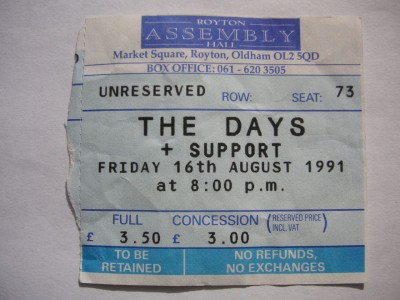 ROYTON
ASSEMBLY
HALL
Market Square, Royton, Oldham OL2 5QD
BOX OFFICE: 061 - 620 3505
UNRESERVED ROW: SEAT: 73
THE DAYS
+ SUPPORT
FRIDAY 16th AUGUST 1991
at 8:00 p.m.
FULL CONCESSION (RESERVED PRICE INCL.VAT)
£ 3.50 £ 3.00
TO BE RETAINED
NO REFUNDS,
NO EXCHANGES